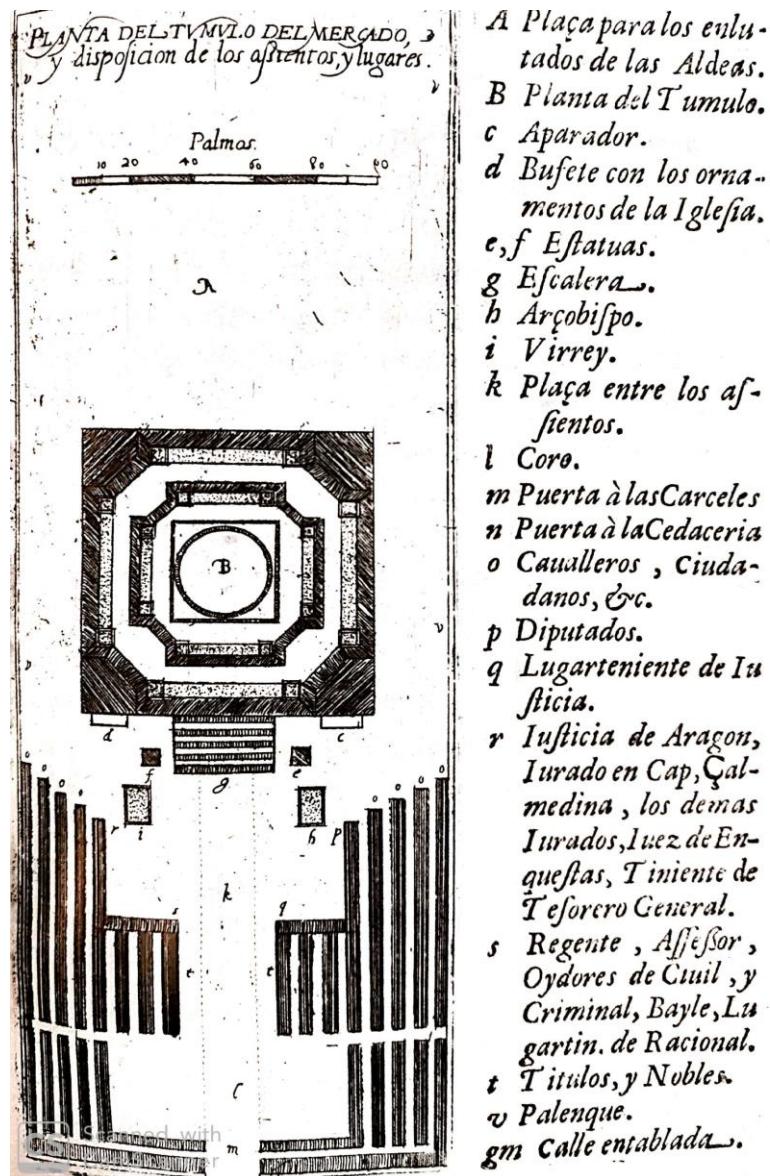 PLANTA DEL TVMVLO DEL MERCADO,
y disposicion de los assientos, y lugares.
Palmos.
10 20 40 60 80
A
B
d
c
f
g
e
o o o o o
o o o o o
r
i
h
p
k
s
q
t
t
l
m
v
v
v
v
Scanned with
A Plaça para los enlu-
tados de las Aldeas.
B Planta del Tumulo.
c Aparador.
d Bufete con los orna-
mentos de la Iglesia.
e, f Estatuas.
g Escalera.
h Arçobispo.
i Virrey.
k Plaça entre los as-
sientos.
l Coro.
m Puerta à las Carceles
n Puerta à la Cedaceria
o Caualleros, Ciuda-
danos, &c.
p Diputados.
q Lugarteniente de Iu
sticia.
r Iusticia de Aragon,
Iurado en Cap, Çal-
medina, los demas
Iurados, Iuez de En-
questas, Tiniente de
Tesorero General.
s Regente, Assessor,
Oydores de Ciuil, y
Criminal, Bayle, Lu
gartin. de Racional.
t Titulos, y Nobles.
v Palenque.
gm Calle entablada.